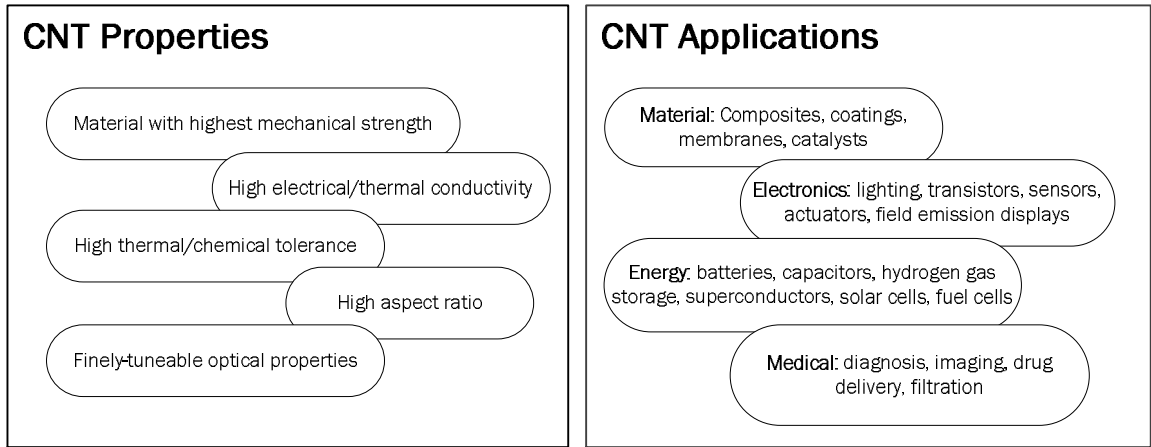 CNT Properties
Material with highest mechanical strength
High electrical/thermal conductivity
High thermal/chemical tolerance
High aspect ratio
Finely-tuneable optical properties
CNT Applications
Material: Composites, coatings,
membranes, catalysts
Electronics: lighting, transistors, sensors,
actuators, field emission displays
Energy: batteries, capacitors, hydrogen gas
storage, superconductors, solar cells, fuel cells
Medical: diagnosis, imaging, drug
delivery, filtration